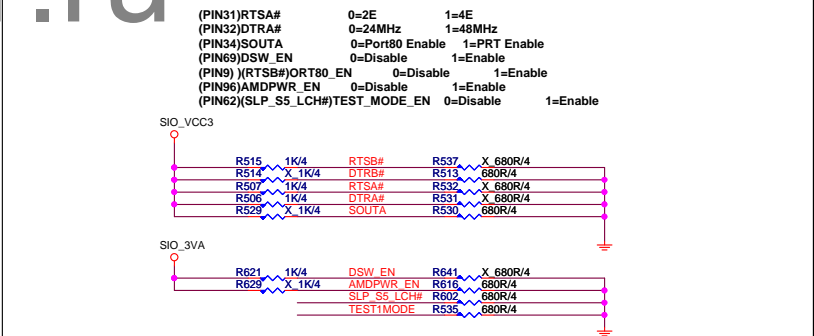 (PIN31)RTSA# 0=2E 1=4E
(PIN32)DTRA# 0=24MHz 1=48MHz
(PIN34)SOUTA 0=Port80 Enable 1=PRT Enable
(PIN69)DSW_EN 0=Disable 1=Enable
(PIN9) )(RTSB#)ORT80_EN 0=Disable 1=Enable
(PIN96)AMDPWR_EN 0=Disable 1=Enable
(PIN62)(SLP_S5_LCH#)TEST_MODE_EN 0=Disable 1=Enable
SIO_VCC3
R515 1K/4 RTSB# R537 X_680R/4
R514 X_1K/4 DTRB# R513 680R/4
R507 1K/4 RTSA# R532 X_680R/4
R506 1K/4 DTRA# R531 X_680R/4
R529 X_1K/4 SOUTA R530 680R/4
SIO_3VA
R621 1K/4 DSW_EN R641 X_680R/4
R629 X_1K/4 AMDPWR_EN R616 680R/4
SLP_S5_LCH# R602 680R/4
TEST1MODE R535 680R/4